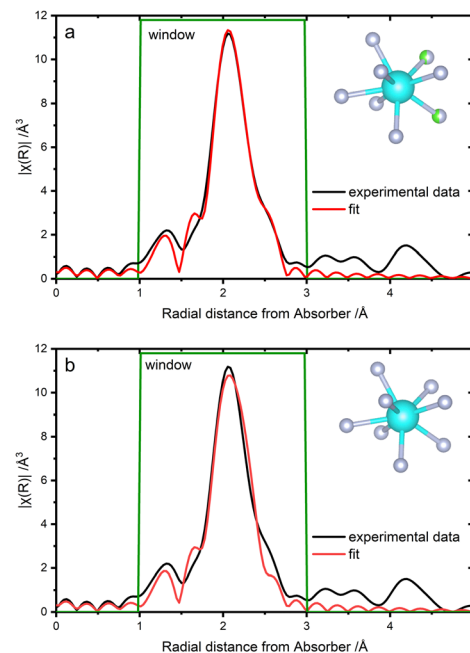 a
window
12
10
8
6
4
2
0
|χ(R)| /Å³
experimental data
fit
0 1 2 3 4
Radial distance from Absorber /Å
b
window
12
10
8
6
4
2
0
|χ(R)| /Å³
experimental data
fit
0 1 2 3 4
Radial distance from Absorber /Å